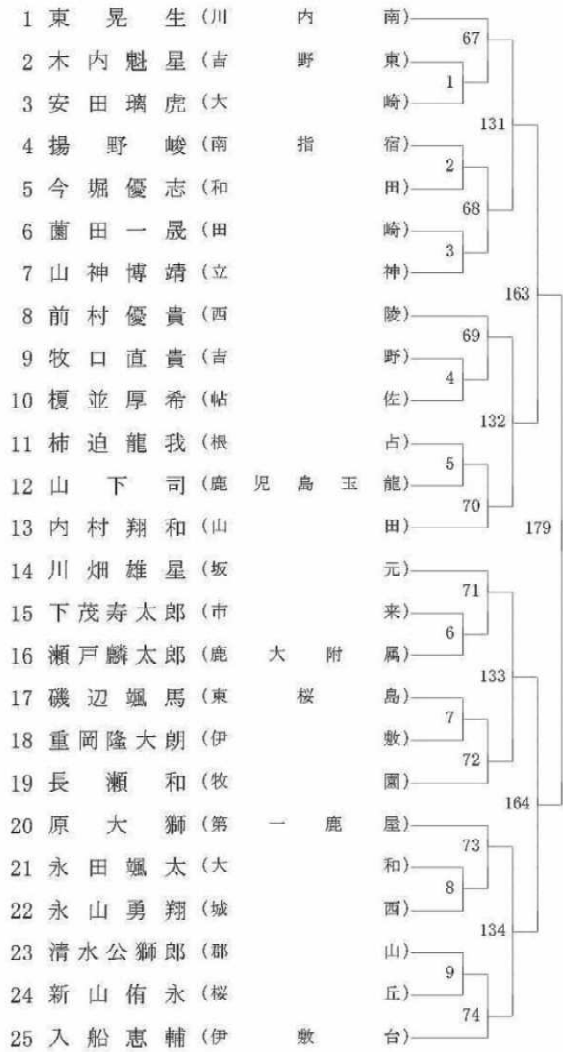 1 東 晃 生 (川 内 南)
67
2 木 内 魁 星 (吉 野 東)
1
3 安 田 璃 虎 (大 崎)
131
4 揚 野 峻 (南 指 宿)
2
5 今 堀 優 志 (和 田)
68
6 薗 田 一 晟 (田 崎)
3
7 山 神 博 靖 (立 神)
163
8 前 村 優 貴 (西 陵)
69
9 牧 口 直 貴 (吉 野)
4
10 榎 並 厚 希 (帖 佐)
132
11 柿 迫 龍 我 (根 占)
5
12 山 下 司 (鹿 児 島 玉 龍)
70
13 内 村 翔 和 (山 田)
179
14 川 畑 雄 星 (坂 元)
71
15 下 茂 寿 太 郎 (市 来)
6
16 瀬 戸 麟 太 郎 (鹿 大 附 属)
133
17 磯 辺 颯 馬 (東 桜 島)
7
18 重 岡 隆 大 朗 (伊 敷)
72
19 長 瀬 和 (牧 園)
164
20 原 大 獅 (第 一 鹿 屋)
73
21 永 田 颯 太 (大 和)
8
22 永 山 勇 翔 (城 西)
134
23 清 水 公 獅 郎 (郡 山)
9
24 新 山 侑 永 (桜 丘)
74
25 入 船 恵 輔 (伊 敷 台)